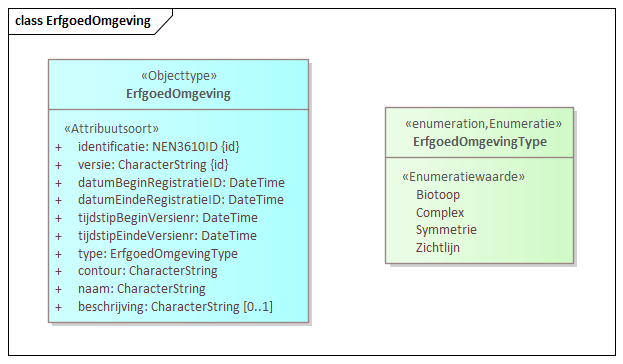 class ErfgoedOmgeving
«Objecttype»
ErfgoedOmgeving
«Attribuutsoort»
+ identificatie: NEN3610ID {id}
+ versie: CharacterString {id}
+ datumBeginRegistratieID: DateTime
+ datumEindeRegistratieID: DateTime
+ tijdstipBeginVersienr: DateTime
+ tijdstipEindeVersienr: DateTime
+ type: ErfgoedOmgevingType
+ contour: CharacterString
+ naam: CharacterString
+ beschrijving: CharacterString [0..1]
«enumeration,Enumeratie»
ErfgoedOmgevingType
«Enumeratiewaarde»
Biotoop
Complex
Symmetrie
Zichtlijn